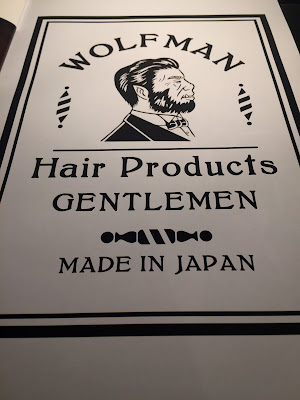 WOLFMAN
Hair Products
GENTLEMEN
MADE IN JAPAN